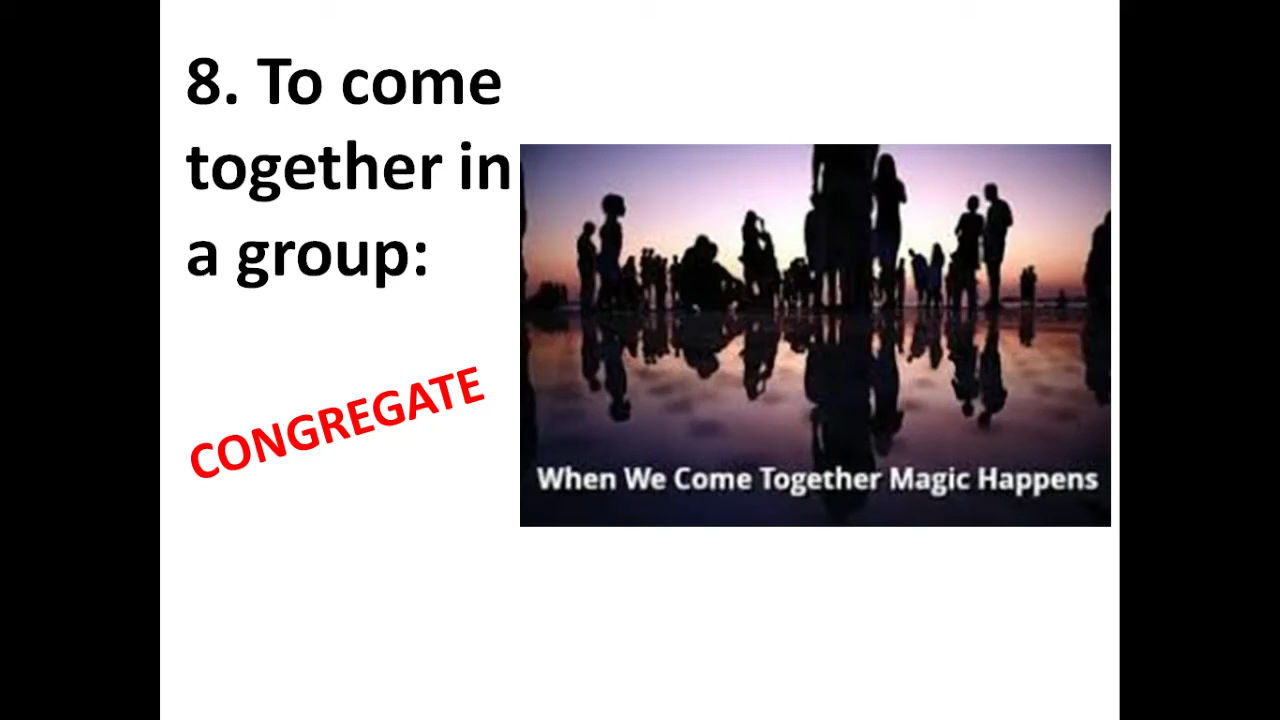 8. To come
together in
a group:
CONGREGATE
When We Come Together Magic Happens